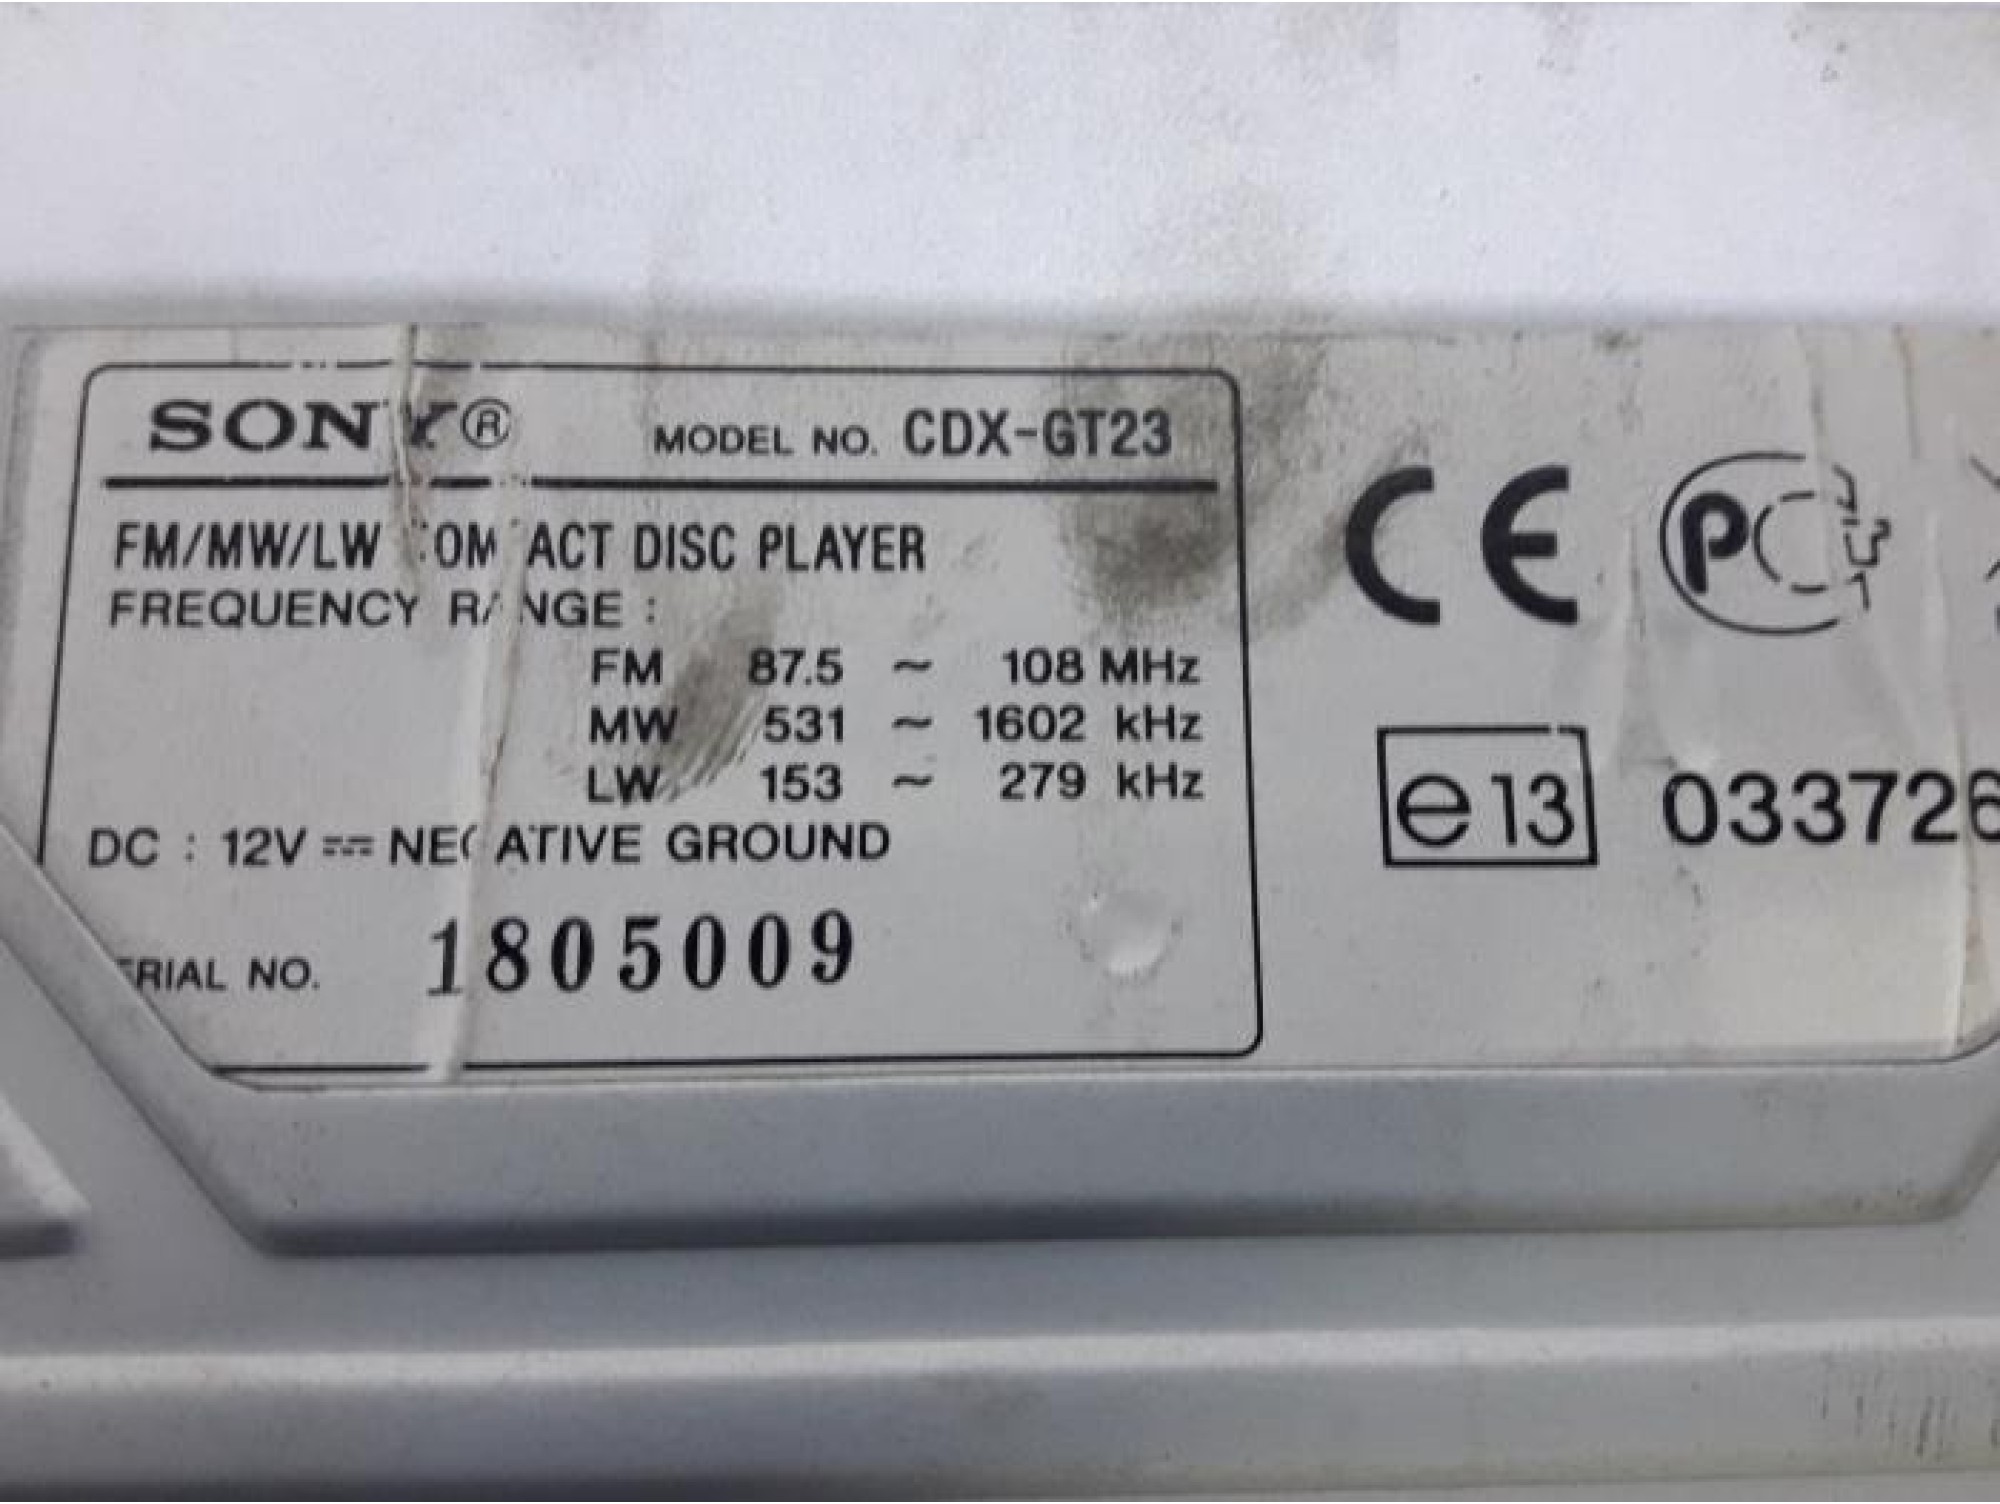 SONY® MODEL NO. CDX-GT23
FM/MW/LW COMPACT DISC PLAYER
FREQUENCY RANGE :
FM 87.5 ~ 108 MHz
MW 531 ~ 1602 kHz
LW 153 ~ 279 kHz
DC : 12V ⎓ NEGATIVE GROUND
SERIAL NO. 1805009
CE
e13 033726